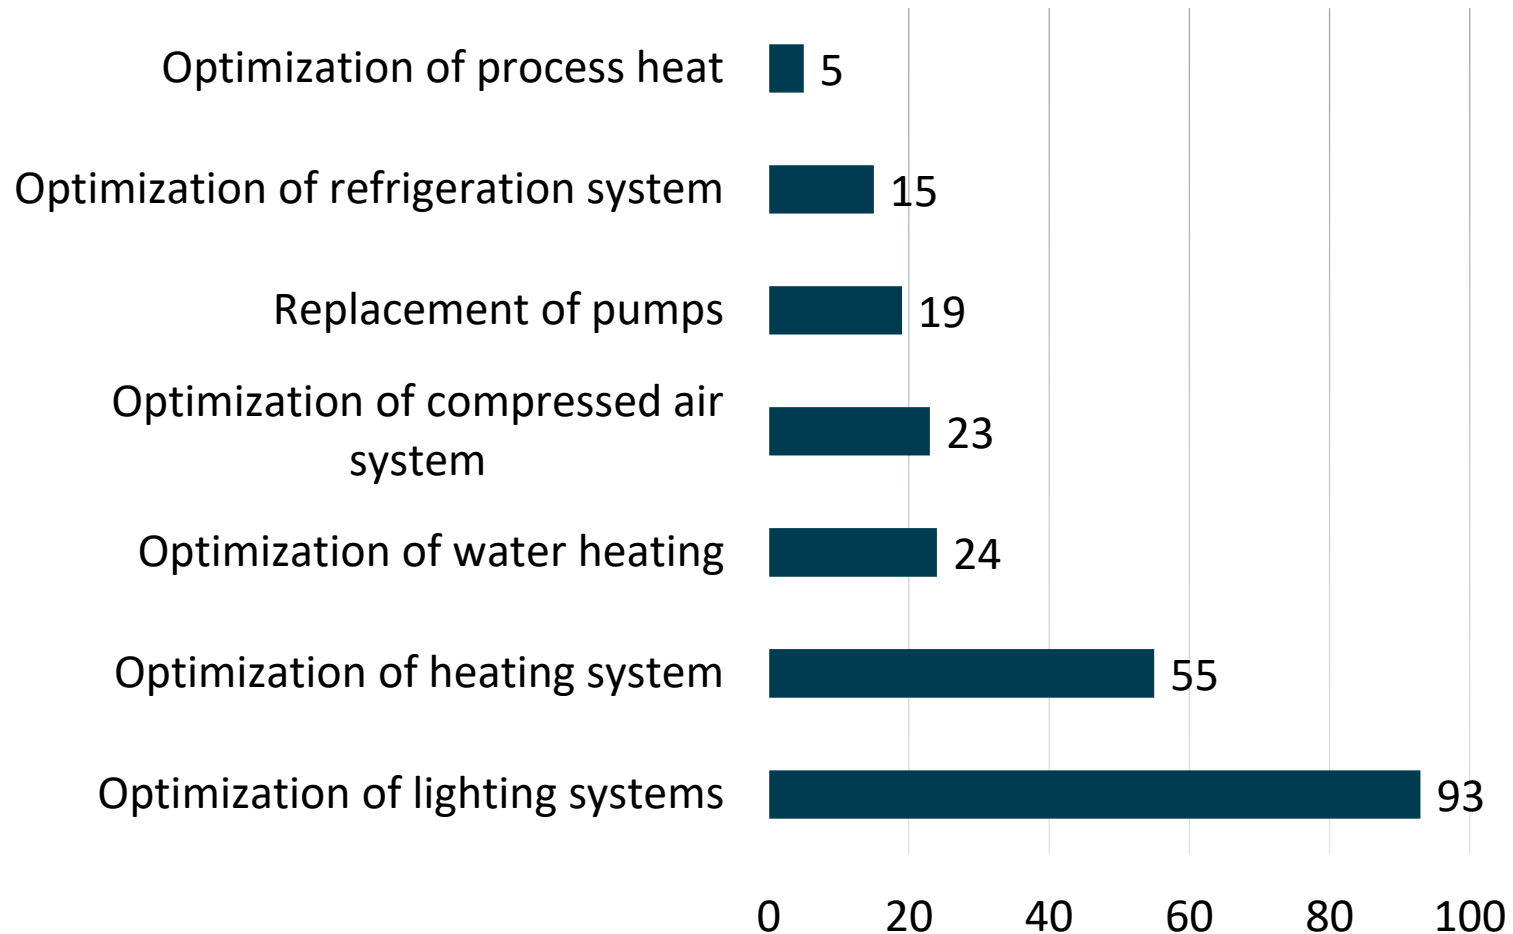 Optimization of process heat 5
Optimization of refrigeration system 15
Replacement of pumps 19
Optimization of compressed air
system 23
Optimization of water heating 24
Optimization of heating system 55
Optimization of lighting systems 93
0 20 40 60 80 100